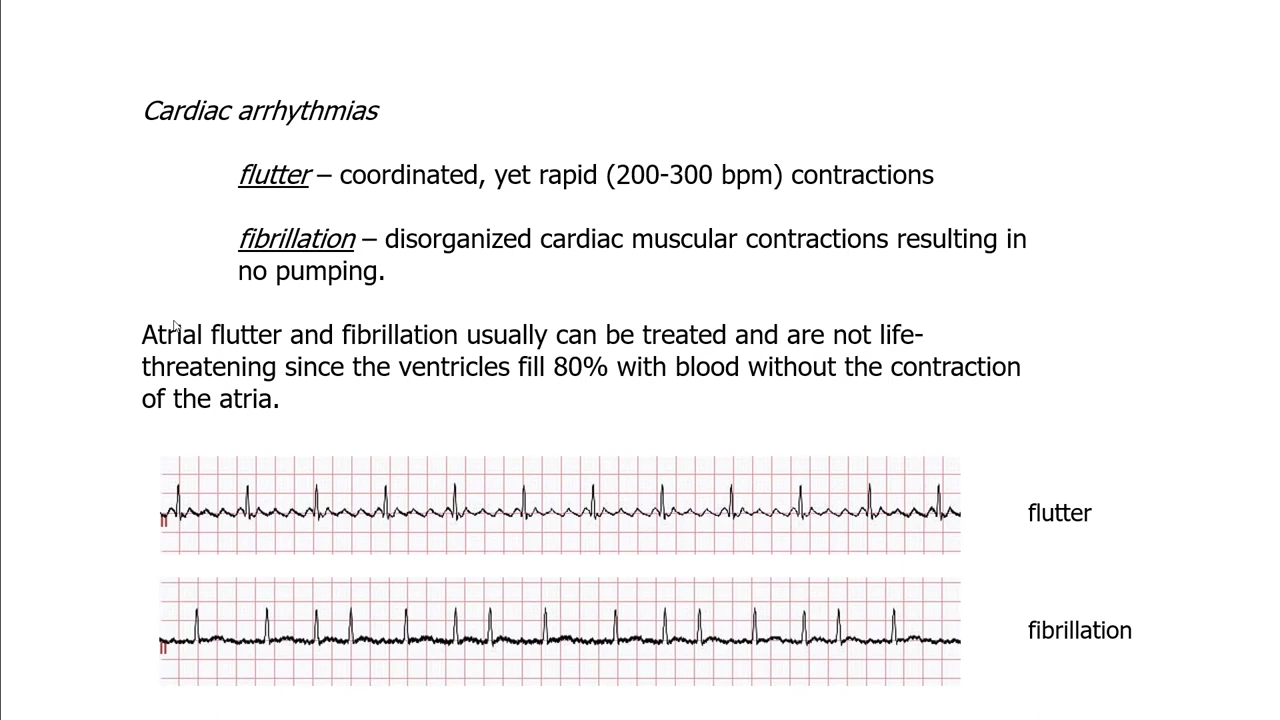 Cardiac arrhythmias
flutter – coordinated, yet rapid (200-300 bpm) contractions
fibrillation – disorganized cardiac muscular contractions resulting in
no pumping.
Atrial flutter and fibrillation usually can be treated and are not life-
threatening since the ventricles fill 80% with blood without the contraction
of the atria.
II
flutter
II
fibrillation